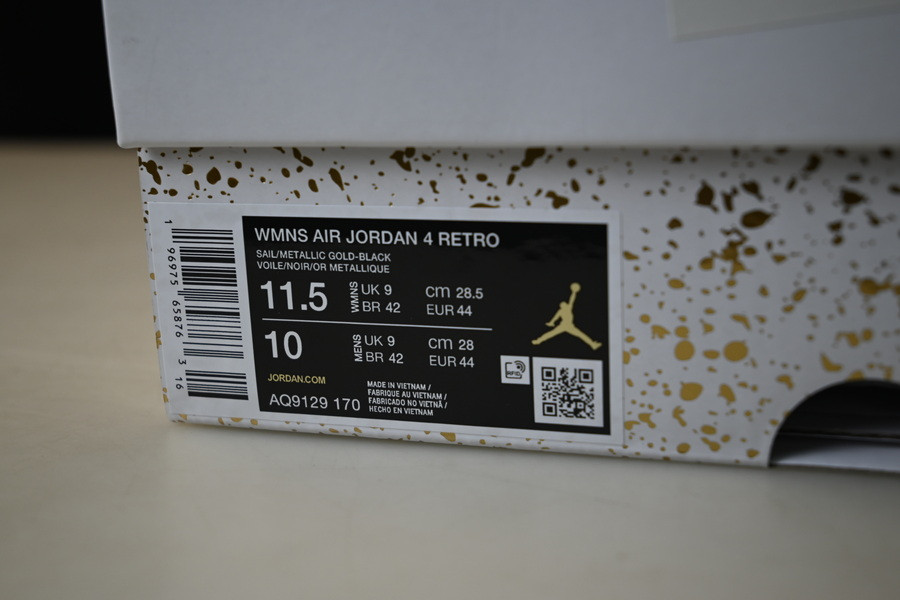 WMNS AIR JORDAN 4 RETRO
SAIL/METALLIC GOLD-BLACK
VOILE/NOIR/OR METALLIQUE
11.5 WMNS UK 9 cm 28.5
BR 42 EUR 44
10 MENS UK 9 cm 28
BR 42 EUR 44
JORDAN.COM
AQ9129 170
MADE IN VIETNAM /
FABRIQUE AU VIETNAM /
FABRICADO NO VIETNÃ /
HECHO EN VIETNAM
RFID
1 96975 65876 3 16